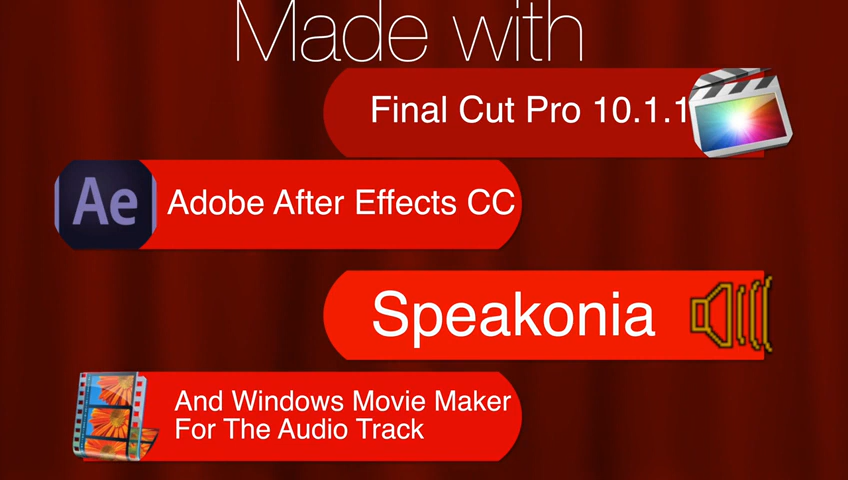 Made with
Final Cut Pro 10.1.1
Ae
Adobe After Effects CC
Speakonia
And Windows Movie Maker
For The Audio Track